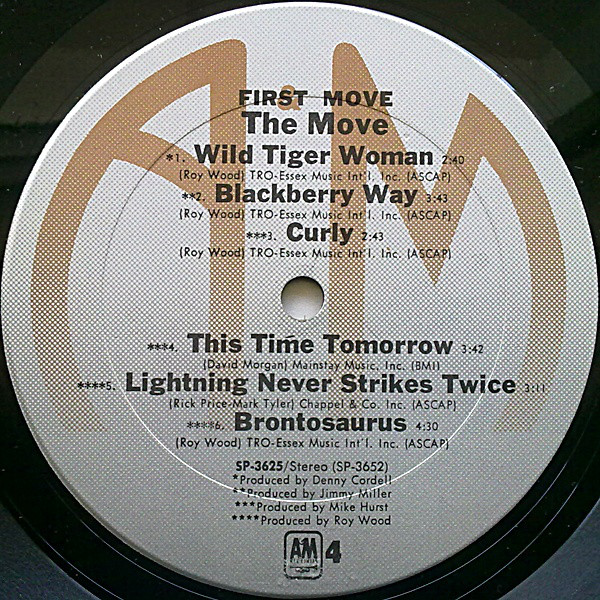 A&M
FIRST MOVE
The Move
*1. Wild Tiger Woman 2:40
(Roy Wood) TRO-Essex Music Int'l. Inc. (ASCAP)
**2. Blackberry Way 3:43
(Roy Wood) TRO-Essex Music Int'l. Inc. (ASCAP)
***3. Curly 2:43
(Roy Wood) TRO-Essex Music Int'l. Inc. (ASCAP)
***4. This Time Tomorrow 3:42
(David Morgan) Mainstay Music, Inc. (BMI)
****5. Lightning Never Strikes Twice 3:11
(Rick Price-Mark Tyler) Chappel & Co. Inc. (ASCAP)
****6. Brontosaurus 4:30
(Roy Wood) TRO-Essex Music Int'l. Inc. (ASCAP)
SP-3625/Stereo (SP-3652)
*Produced by Denny Cordell
**Produced by Jimmy Miller
***Produced by Mike Hurst
****Produced by Roy Wood
A&M RECORDS 4